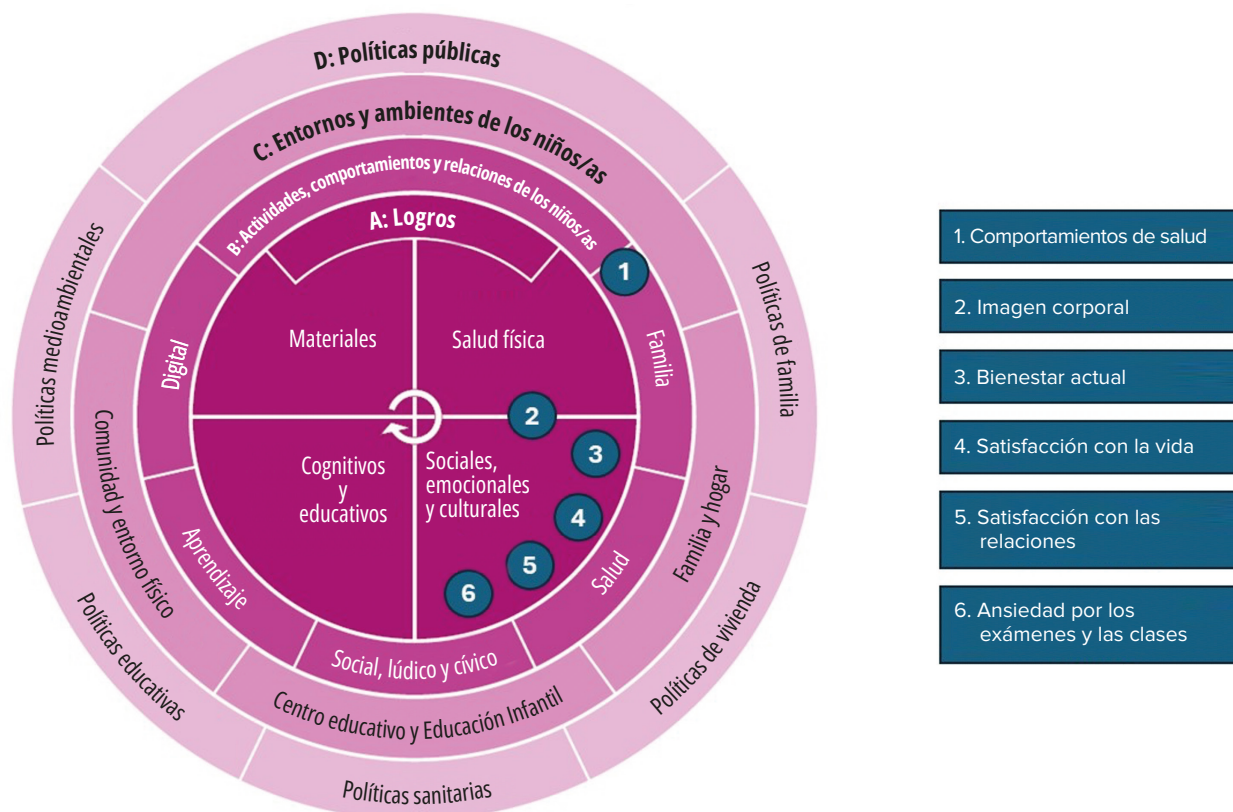 D: Políticas públicas
C: Entornos y ambientes de los niños/as
B: Actividades, comportamientos y relaciones de los niños/as
A: Logros
Materiales
Salud física
Cognitivos
y
educativos
Sociales,
emocionales
y culturales
1
2
3
4
5
6
Digital
Familia
Aprendizaje
Salud
Social, lúdico y cívico
Comunidad y entorno físico
Familia y hogar
Centro educativo y Educación Infantil
Políticas medioambientales
Políticas de familia
Políticas educativas
Políticas de vivienda
Políticas sanitarias
1. Comportamientos de salud
2. Imagen corporal
3. Bienestar actual
4. Satisfacción con la vida
5. Satisfacción con las
relaciones
6. Ansiedad por los
exámenes y las clases